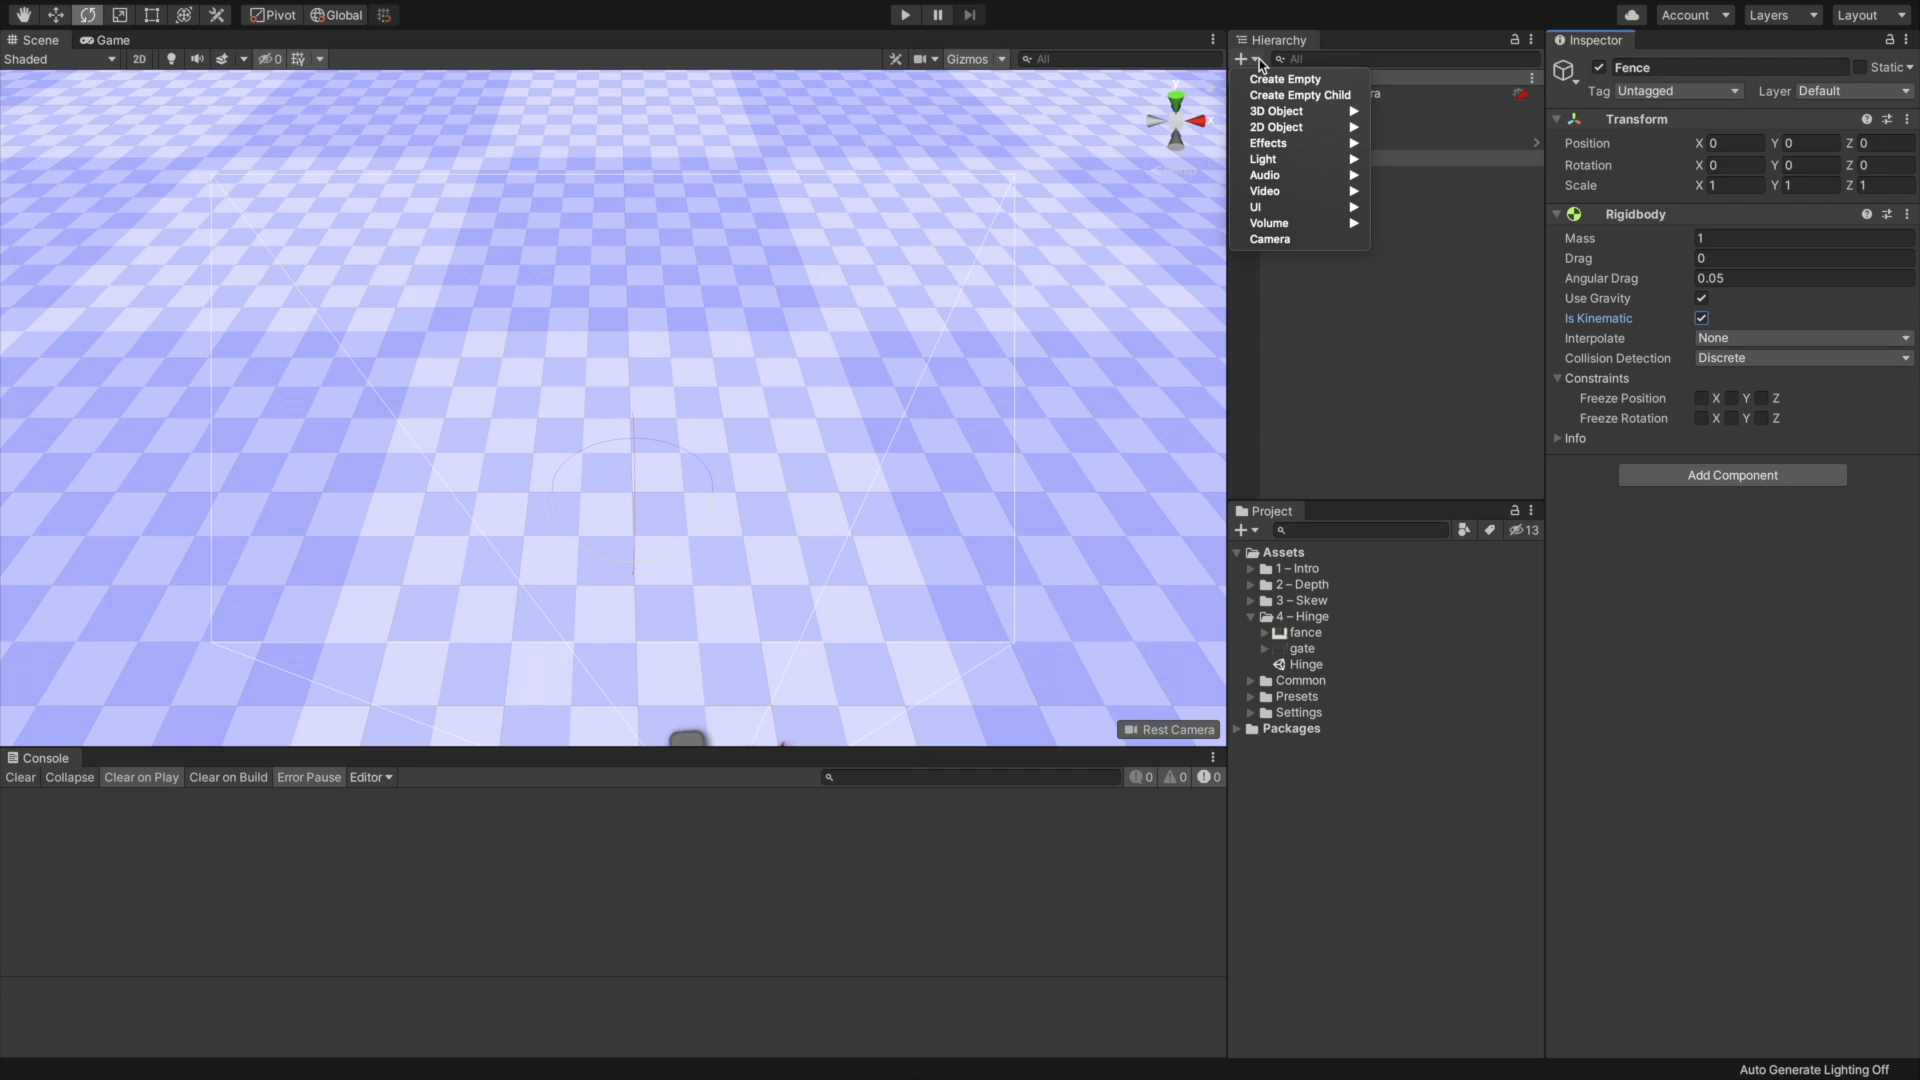 Pivot
Global
Account
Layers
Layout
Scene
Game
Shaded
2D
0
Gizmos
All
X
Persp
Rest Camera
Hierarchy
All
ra
Create Empty
Create Empty Child
3D Object
2D Object
Effects
Light
Audio
Video
UI
Volume
Camera
Project
13
Assets
1 – Intro
2 – Depth
3 – Skew
4 – Hinge
fance
gate
Hinge
Common
Presets
Settings
Packages
Inspector
Fence
Static
Tag Untagged Layer Default
Transform
Position X 0 Y 0 Z 0
Rotation X 0 Y 0 Z 0
Scale X 1 Y 1 Z 1
Rigidbody
Mass 1
Drag 0
Angular Drag 0.05
Use Gravity
Is Kinematic
Interpolate None
Collision Detection Discrete
Constraints
Freeze Position X Y Z
Freeze Rotation X Y Z
Info
Add Component
Console
Clear Collapse Clear on Play Clear on Build Error Pause Editor
0 0 0
Auto Generate Lighting Off